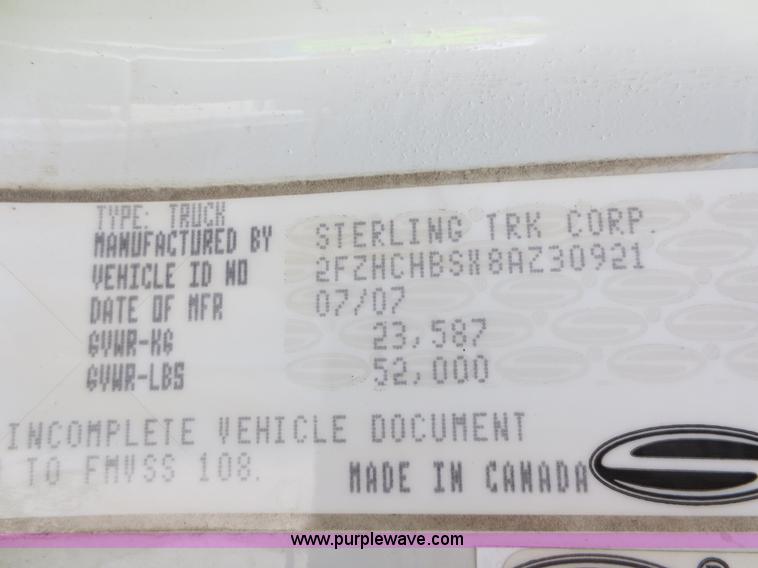 TYPE: TRUCK
MANUFACTURED BY STERLING TRK CORP.
VEHICLE ID NO 2FZHCHBSX8AZ30921
DATE OF MFR 07/07
GVWR-KG 23,587
GVWR-LBS 52,000
INCOMPLETE VEHICLE DOCUMENT
TO FMVSS 108.
MADE IN CANADA
www.purplewave.com